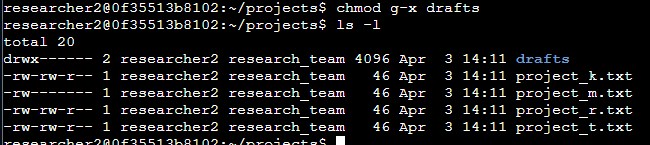 researcher2@0f35513b8102:~/projects$ chmod g-x drafts
researcher2@0f35513b8102:~/projects$ ls -l
total 20
drwx------ 2 researcher2 research_team 4096 Apr  3 14:11 drafts
-rw-rw-r-- 1 researcher2 research_team   46 Apr  3 14:11 project_k.txt
-rw------- 1 researcher2 research_team   46 Apr  3 14:11 project_m.txt
-rw-rw-r-- 1 researcher2 research_team   46 Apr  3 14:11 project_r.txt
-rw-rw-r-- 1 researcher2 research_team   46 Apr  3 14:11 project_t.txt
researcher2@0f35513b8102:~/projects$